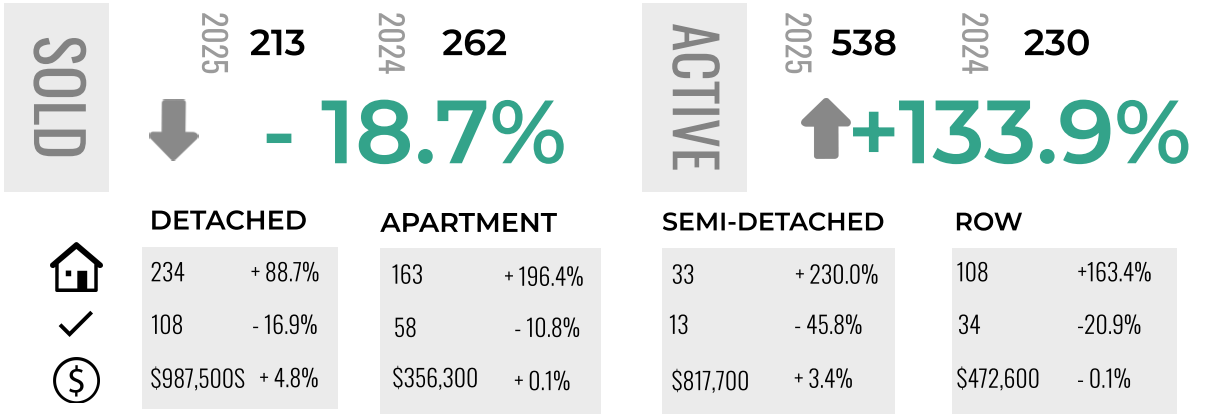 SOLD
2025 213 2024 262
- 18.7%
ACTIVE
2025 538 2024 230
+133.9%
DETACHED APARTMENT SEMI-DETACHED ROW
234 + 88.7% 163 + 196.4% 33 + 230.0% 108 +163.4%
108 - 16.9% 58 - 10.8% 13 - 45.8% 34 -20.9%
$ $987,500S + 4.8% $356,300 + 0.1% $817,700 + 3.4% $472,600 - 0.1%